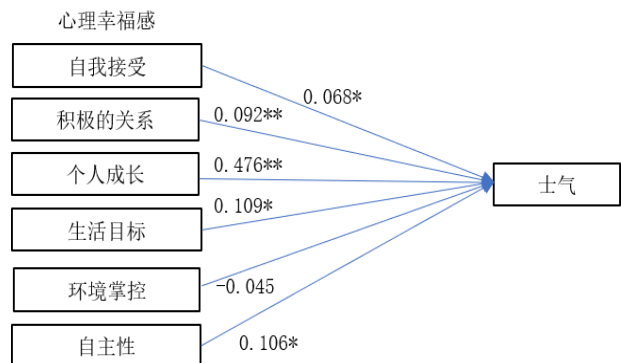 心理幸福感
自我接受
0.068*
积极的关系
0.092**
个人成长
0.476**
士气
生活目标
0.109*
环境掌控
-0.045
自主性
0.106*